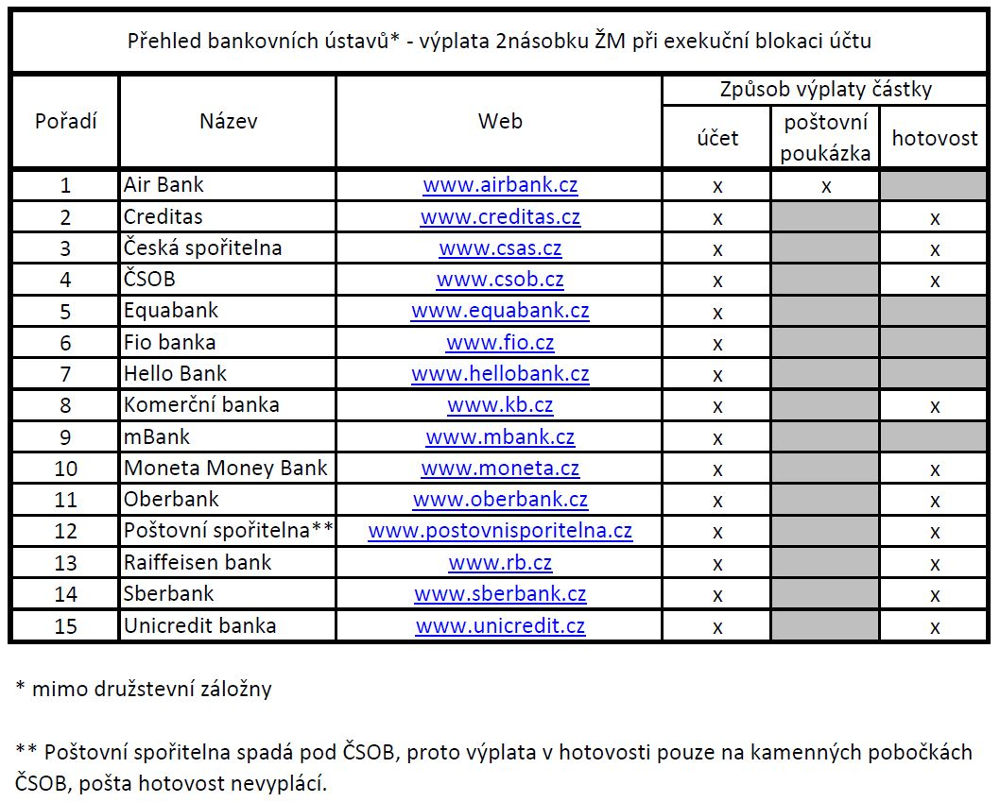 Přehled bankovních ústavů* - výplata 2násobku ŽM při exekuční blokaci účtu
Pořadí Název Web Způsob výplaty částky
účet poštovní poukázka hotovost
1 Air Bank www.airbank.cz x x
2 Creditas www.creditas.cz x x
3 Česká spořitelna www.csas.cz x x
4 ČSOB www.csob.cz x x
5 Equabank www.equabank.cz x
6 Fio banka www.fio.cz x
7 Hello Bank www.hellobank.cz x
8 Komerční banka www.kb.cz x x
9 mBank www.mbank.cz x
10 Moneta Money Bank www.moneta.cz x x
11 Oberbank www.oberbank.cz x x
12 Poštovní spořitelna** www.postovnisporitelna.cz x x
13 Raiffeisen bank www.rb.cz x x
14 Sberbank www.sberbank.cz x x
15 Unicredit banka www.unicredit.cz x x
* mimo družstevní záložny
** Poštovní spořitelna spadá pod ČSOB, proto výplata v hotovosti pouze na kamenných pobočkách
ČSOB, pošta hotovost nevyplácí.